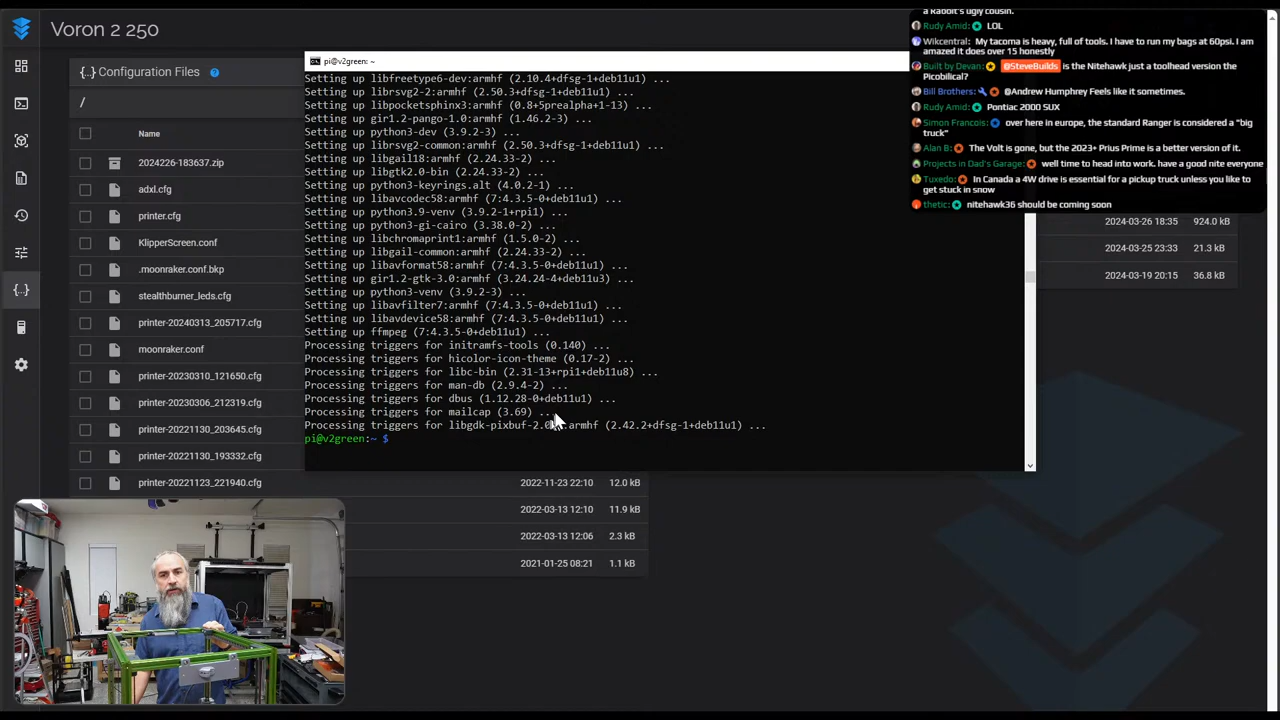 Voron 2 250
{..} Configuration Files ?
/
Name
2024226-183637.zip
adxl.cfg
printer.cfg
KlipperScreen.conf
.moonraker.conf.bkp
stealthburner_leds.cfg
printer-20240313_205717.cfg
moonraker.conf
printer-20230310_121650.cfg
printer-20230306_212319.cfg
printer-20221130_203645.cfg
printer-20221130_193332.cfg
printer-20221123_221940.cfg
2022-11-23 22:10 12.0 kB
2022-03-13 12:10 11.9 kB
2022-03-13 12:06 2.3 kB
2021-01-25 08:21 1.1 kB
2024-03-26 18:35 924.0 kB
2024-03-25 23:33 21.3 kB
2024-03-19 20:15 36.8 kB
pi@v2green: ~
Setting up libfreetype6-dev:armhf (2.10.4+dfsg-1+deb11u1) ...
Setting up librsvg2-2:armhf (2.50.3+dfsg-1+deb11u1) ...
Setting up libpocketsphinx3:armhf (0.8+5prealpha+1-13) ...
Setting up gir1.2-pango-1.0:armhf (1.46.2-3) ...
Setting up python3-dev (3.9.2-3) ...
Setting up librsvg2-common:armhf (2.50.3+dfsg-1+deb11u1) ...
Setting up libgail18:armhf (2.24.33-2) ...
Setting up libgtk2.0-bin (2.24.33-2) ...
Setting up python3-keyrings.alt (4.0.2-1) ...
Setting up libavcodec58:armhf (7:4.3.5-0+deb11u1) ...
Setting up python3.9-venv (3.9.2-1+rpi1) ...
Setting up python3-gi-cairo (3.38.0-2) ...
Setting up libchromaprint1:armhf (1.5.0-2) ...
Setting up libgail-common:armhf (2.24.33-2) ...
Setting up libavformat58:armhf (7:4.3.5-0+deb11u1) ...
Setting up gir1.2-gtk-3.0:armhf (3.24.24-4+deb11u3) ...
Setting up python3-venv (3.9.2-3) ...
Setting up libavfilter7:armhf (7:4.3.5-0+deb11u1) ...
Setting up libavdevice58:armhf (7:4.3.5-0+deb11u1) ...
Setting up ffmpeg (7:4.3.5-0+deb11u1) ...
Processing triggers for initramfs-tools (0.140) ...
Processing triggers for hicolor-icon-theme (0.17-2) ...
Processing triggers for libc-bin (2.31-13+rpi1+deb11u8) ...
Processing triggers for man-db (2.9.4-2) ...
Processing triggers for dbus (1.12.28-0+deb11u1) ...
Processing triggers for mailcap (3.69) ...
Processing triggers for libgdk-pixbuf-2.0-0:armhf (2.42.2+dfsg-1+deb11u1) ...
pi@v2green:~ $
a Rabbit's ugly cousin.
Rudy Amid: LOL
Wikcentral: My tacoma is heavy, full of tools. I have to run my bags at 60psi. I am
amazed it does over 15 honestly
Built by Devan: @SteveBuilds is the Nitehawk just a toolhead version the
Picobilical?
Bill Brothers: @Andrew Humphrey Feels like it sometimes.
Rudy Amid: Pontiac 2000 SUX
Simon Francois: over here in europe, the standard Ranger is considered a "big
truck"
Alan B: The Volt is gone, but the 2023+ Prius Prime is a better version of it.
Projects in Dad's Garage: well time to head into work. have a good nite everyone
Tuxedo: In Canada a 4W drive is essential for a pickup truck unless you like to
get stuck in snow
thetic: nitehawk36 should be coming soon